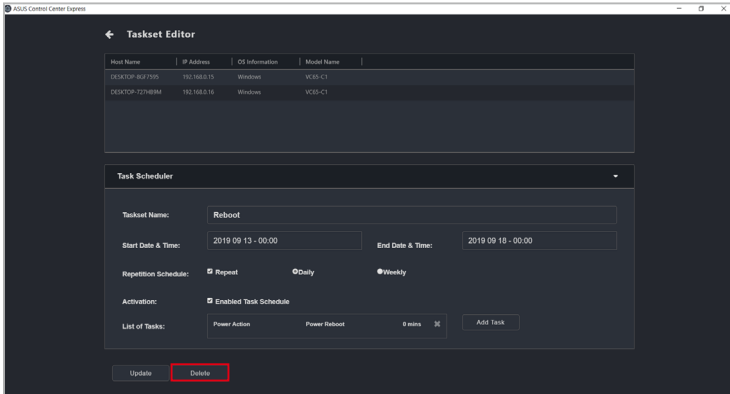 ASUS Control Center Express
Taskset Editor
Host Name IP Address OS Information Model Name
DESKTOP-8GF7595 192.168.0.15 Windows VC65-C1
DESKTOP-727HB9M 192.168.0.16 Windows VC65-C1
Task Scheduler
Taskset Name: Reboot
Start Date & Time: 2019 09 13 - 00:00 End Date & Time: 2019 09 18 - 00:00
Repetition Schedule: Repeat Daily Weekly
Activation: Enabled Task Schedule
List of Tasks: Power Action Power Reboot 0 mins Add Task
Update Delete